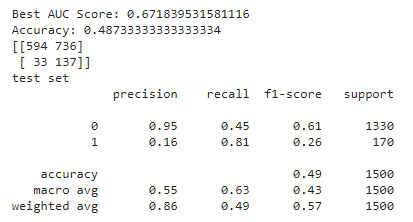 Best AUC Score: 0.671839531581116
Accuracy: 0.48733333333333334
[[594 736]
 [ 33 137]]
test set
              precision    recall  f1-score   support

           0       0.95      0.45      0.61      1330
           1       0.16      0.81      0.26       170

    accuracy                           0.49      1500
   macro avg       0.55      0.63      0.43      1500
weighted avg       0.86      0.49      0.57      1500